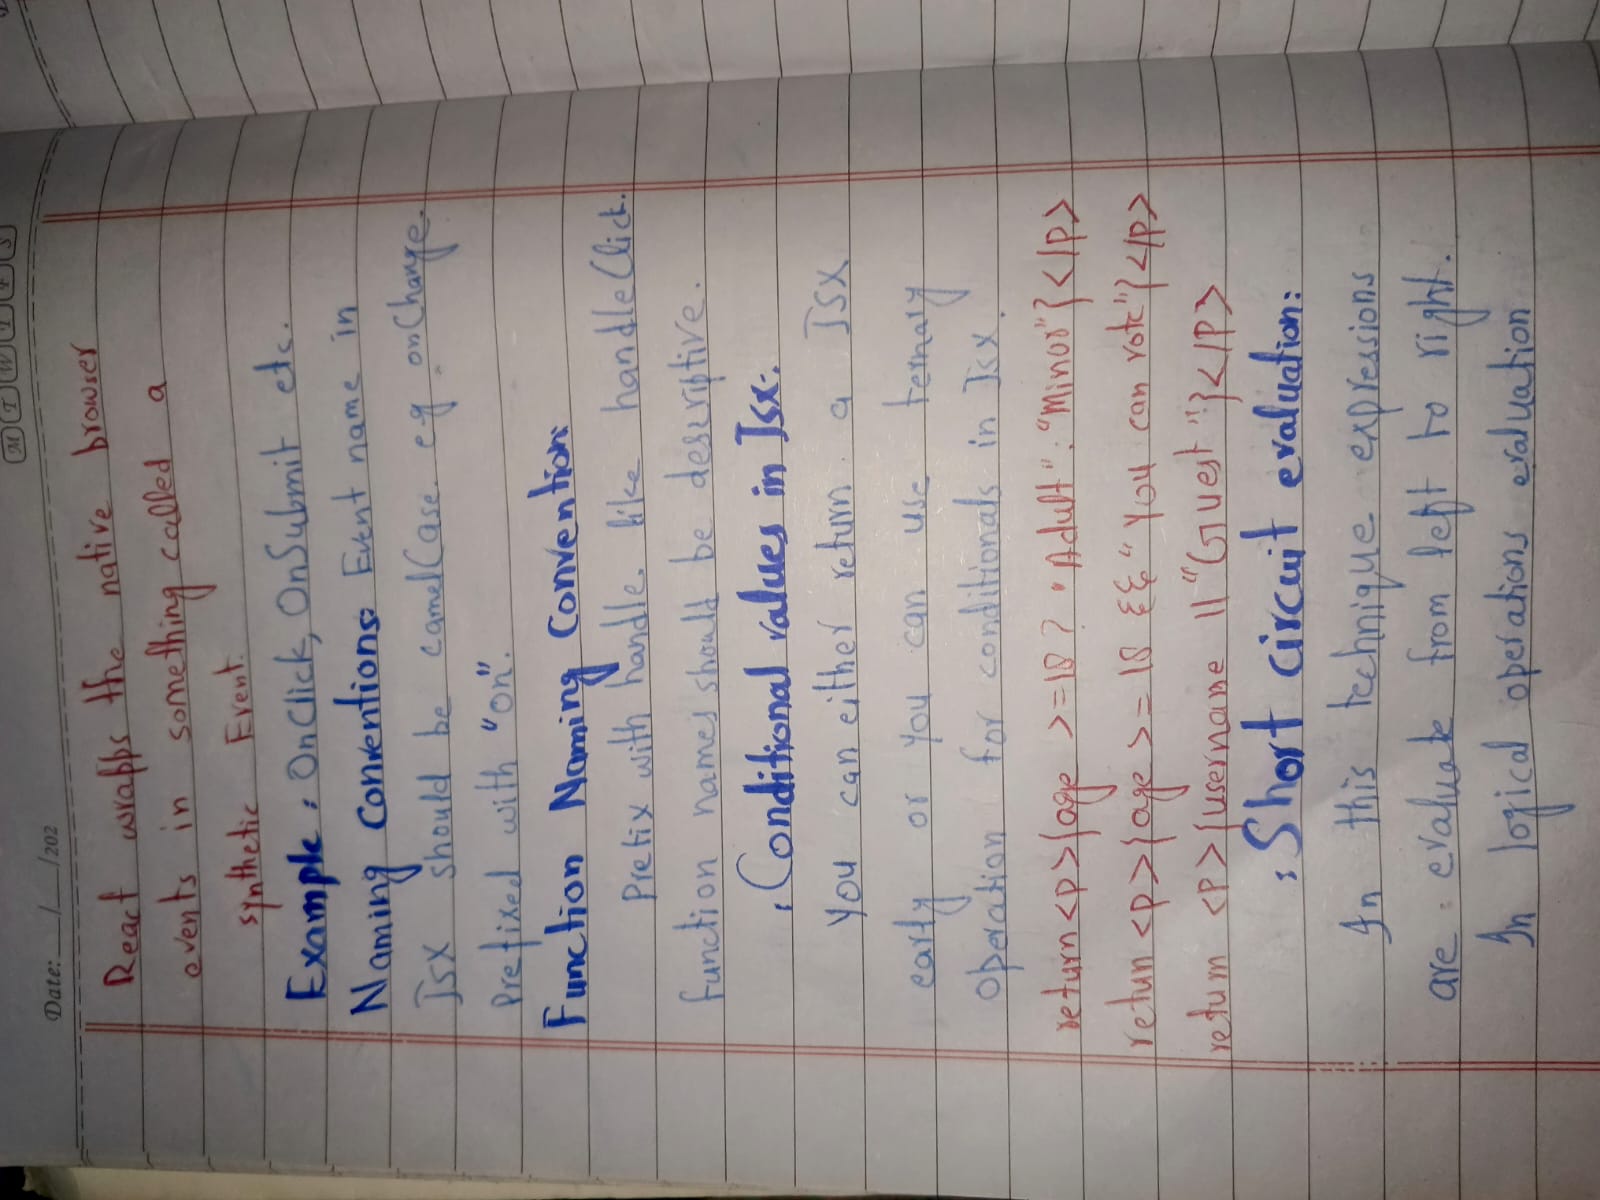 M T W T F S
Date:___/___/202
React wrapps the native browser
events in something called a
synthetic Event.
Example: OnClick, OnSubmit etc.
Naming Conventions: Event name in
Jsx should be camelCase. eg onChange.
Prefixed with "on".
Function Naming Convention:
Prefix with handle. like handleClick.
function names should be descriptive.
: Conditional values in Jsx:
You can either return a JSX
early or you can use ternary
operation for conditionals in Jsx.
return<p>{age >=18? "Adult":"Minor"}</p>
retun <p>{age >= 18 && "You can vote"}</p>
return <p>{username || "Guest"}</p>
: Short circuit evaluation:
In this technique expressions
are : evaluate from left to right.
In logical operations evaluation